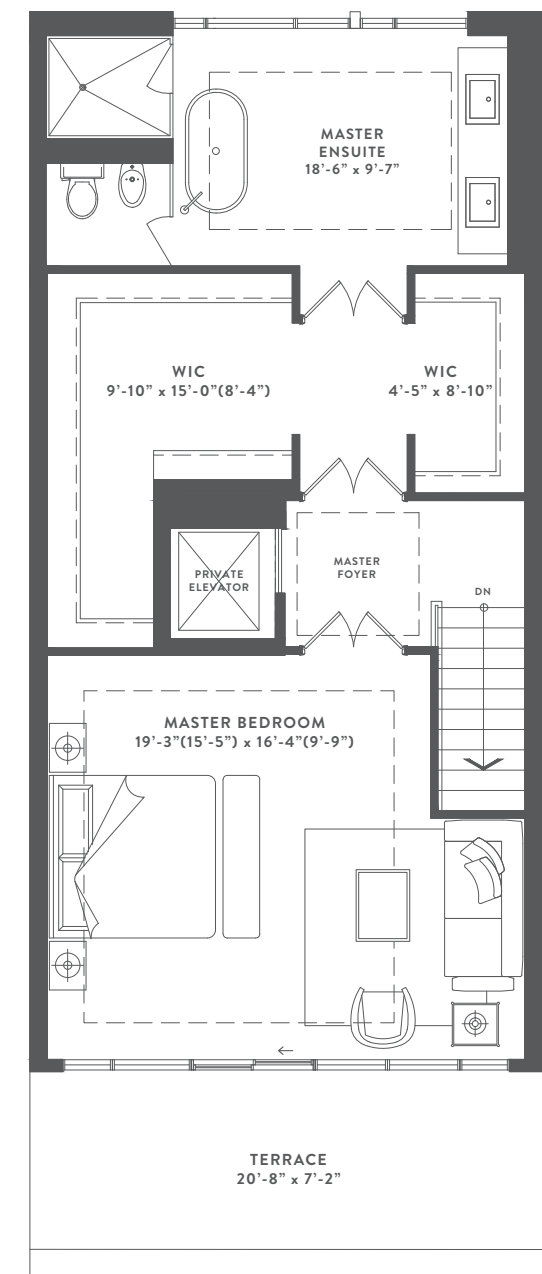 MASTER
ENSUITE
18'-6" x 9'-7"
WIC
9'-10" x 15'-0"(8'-4")
WIC
4'-5" x 8'-10"
PRIVATE
ELEVATOR
MASTER
FOYER
DN
MASTER BEDROOM
19'-3"(15'-5") x 16'-4"(9'-9")
TERRACE
20'-8" x 7'-2"